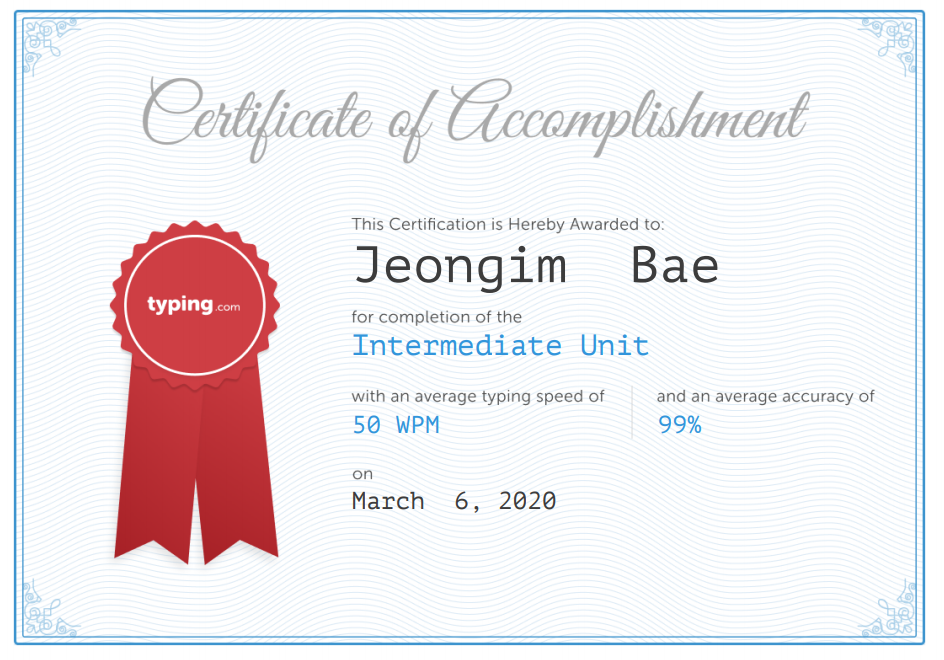 Certificate of Accomplishment
This Certification is Hereby Awarded to:
Jeongim Bae
typing.com
for completion of the
Intermediate Unit
with an average typing speed of
50 WPM
and an average accuracy of
99%
on
March 6, 2020